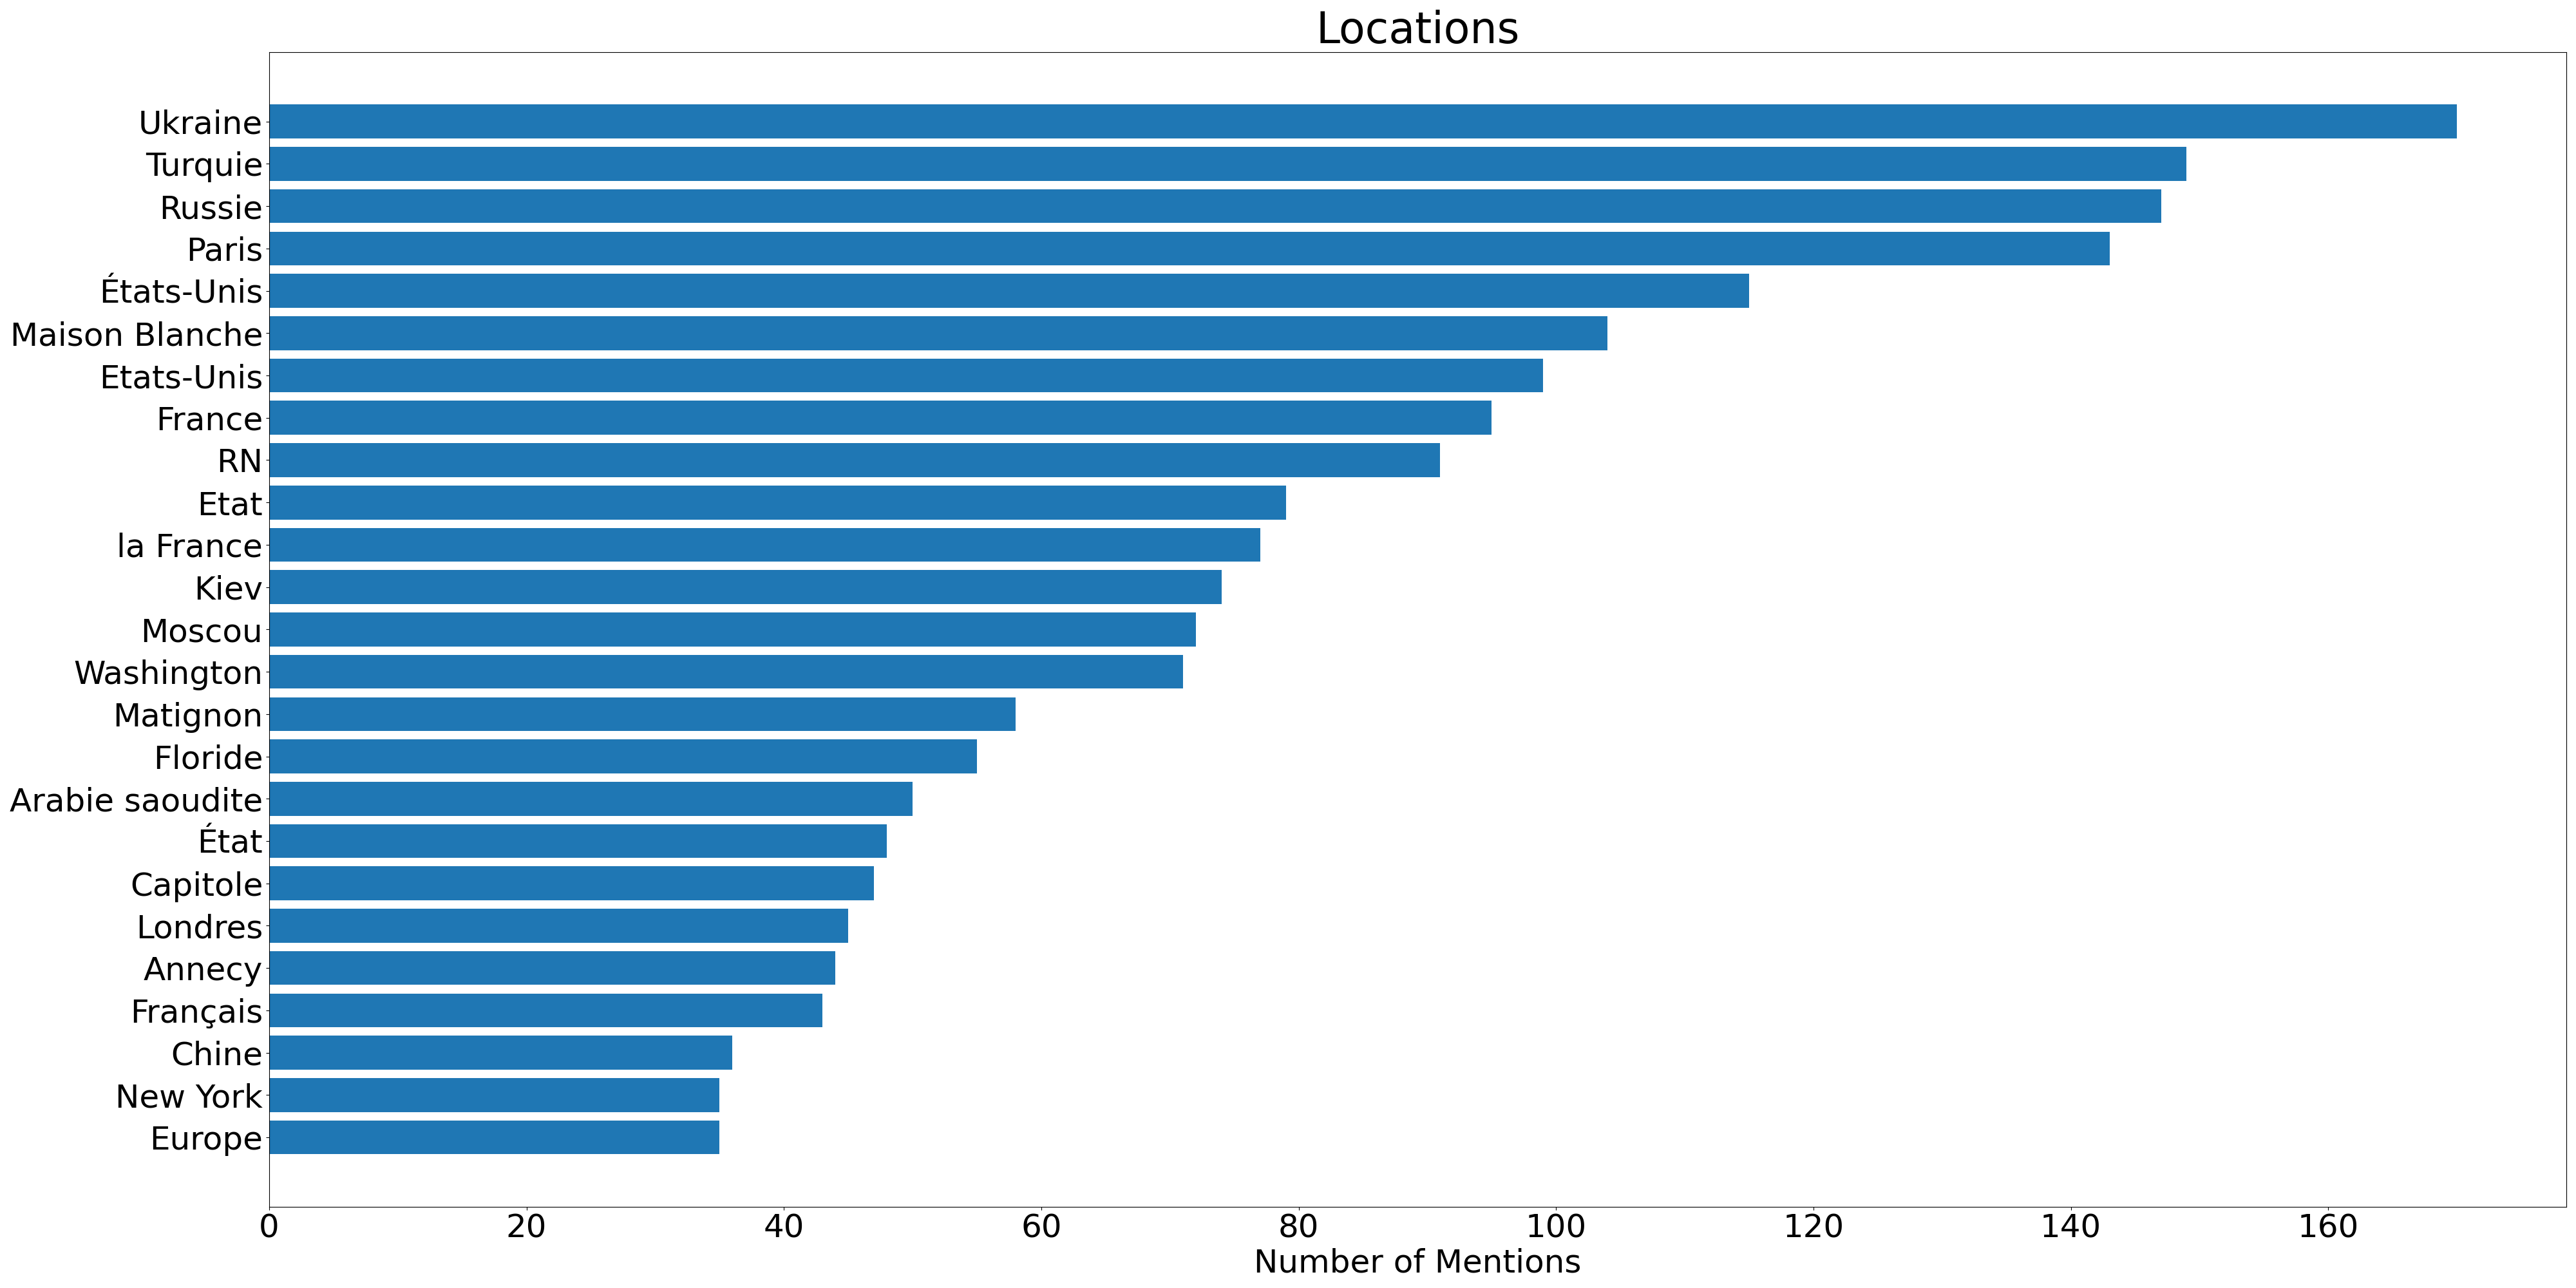 Locations
Ukraine
Turquie
Russie
Paris
États-Unis
Maison Blanche
Etats-Unis
France
RN
Etat
la France
Kiev
Moscou
Washington
Matignon
Floride
Arabie saoudite
État
Capitole
Londres
Annecy
Français
Chine
New York
Europe
0 20 40 60 80 100 120 140 160
Number of Mentions